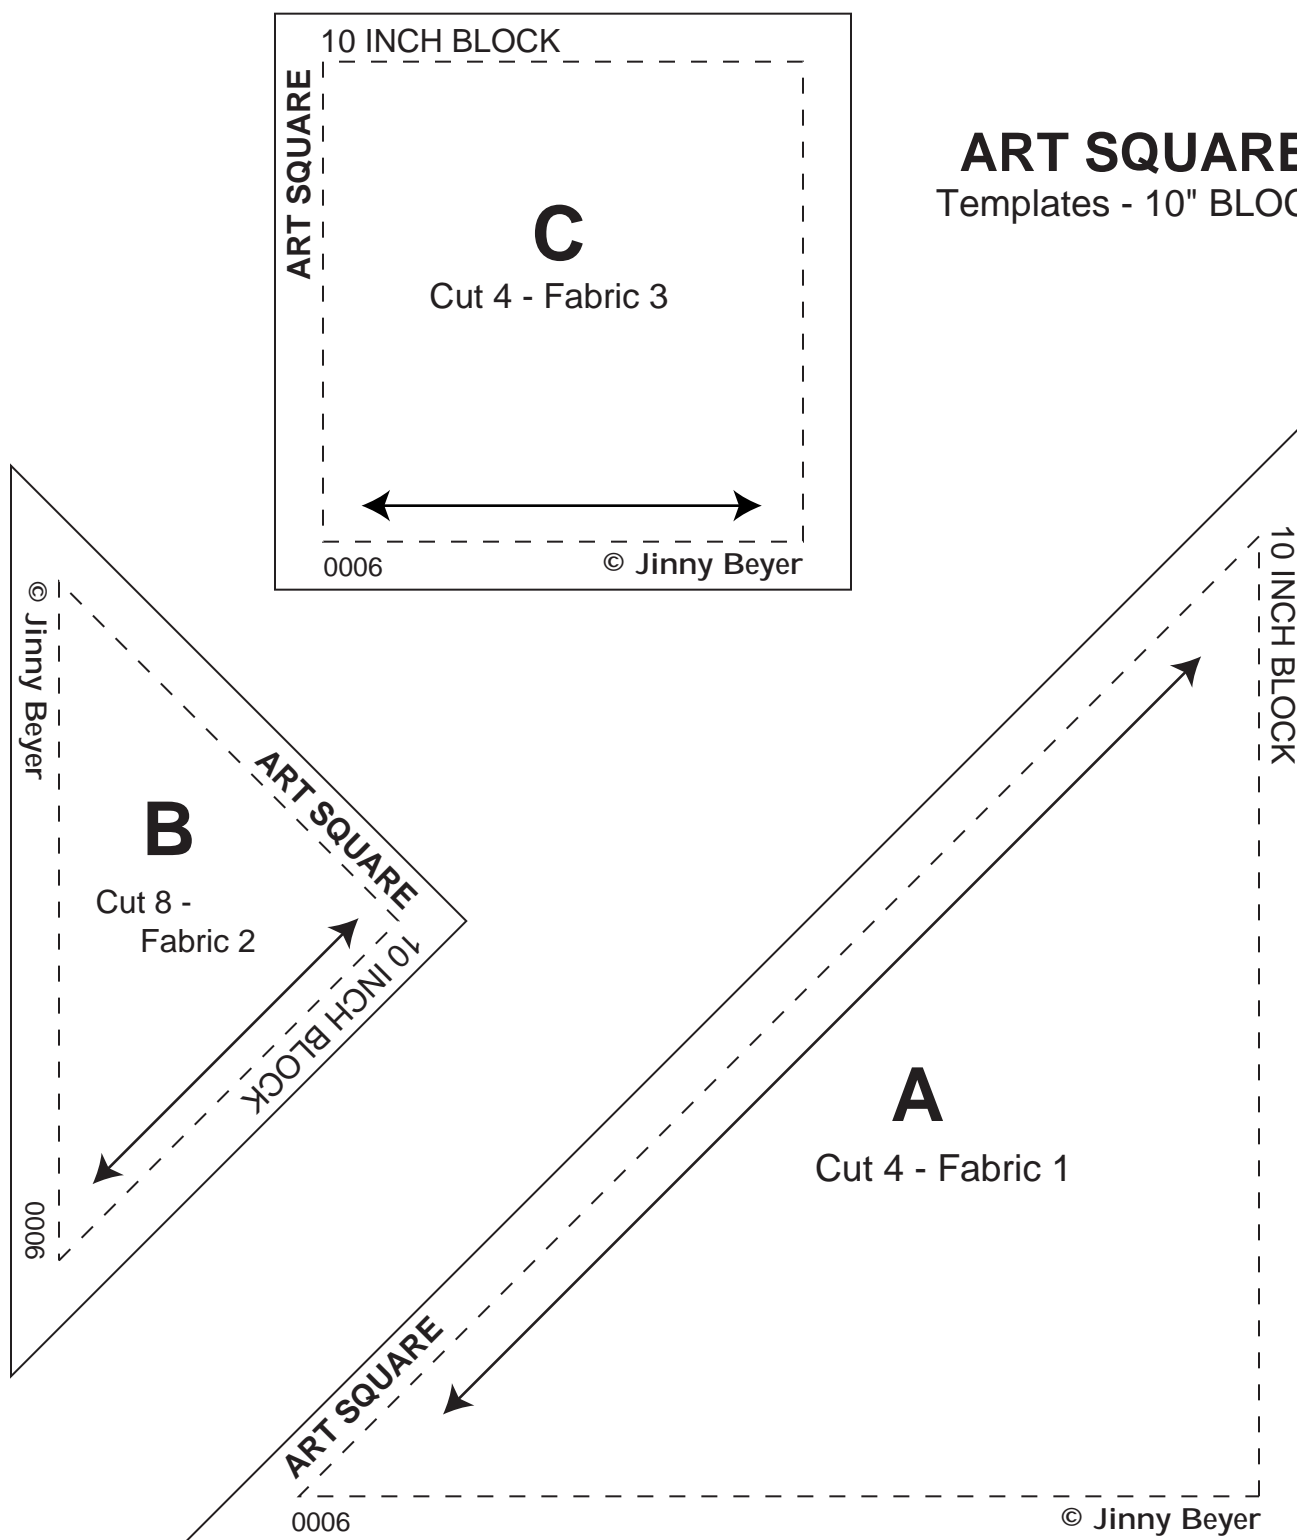 10 INCH BLOCK
ART SQUARE
C
Cut 4 - Fabric 3
0006
© Jinny Beyer
ART SQUARE
Templates - 10" BLOC
© Jinny Beyer
B
Cut 8 -
Fabric 2
ART SQUARE
10 INCH BLOCK
0006
10 INCH BLOCK
A
Cut 4 - Fabric 1
ART SQUARE
0006
© Jinny Beyer